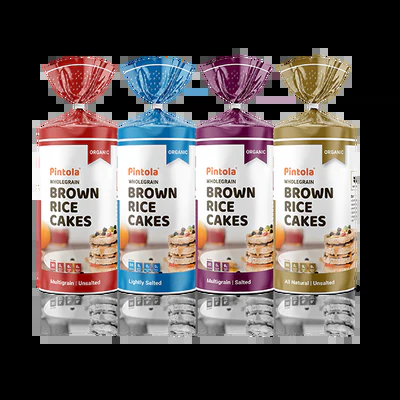 ORGANIC
Pintola
WHOLEGRAIN
BROWN
RICE
CAKES
Multigrain | Unsalted
ORGANIC
Pintola
WHOLEGRAIN
BROWN
RICE
CAKES
Lightly Salted
ORGANIC
Pintola
WHOLEGRAIN
BROWN
RICE
CAKES
Multigrain | Salted
ORGANIC
Pintola
WHOLEGRAIN
BROWN
RICE
CAKES
All Natural | Unsalted